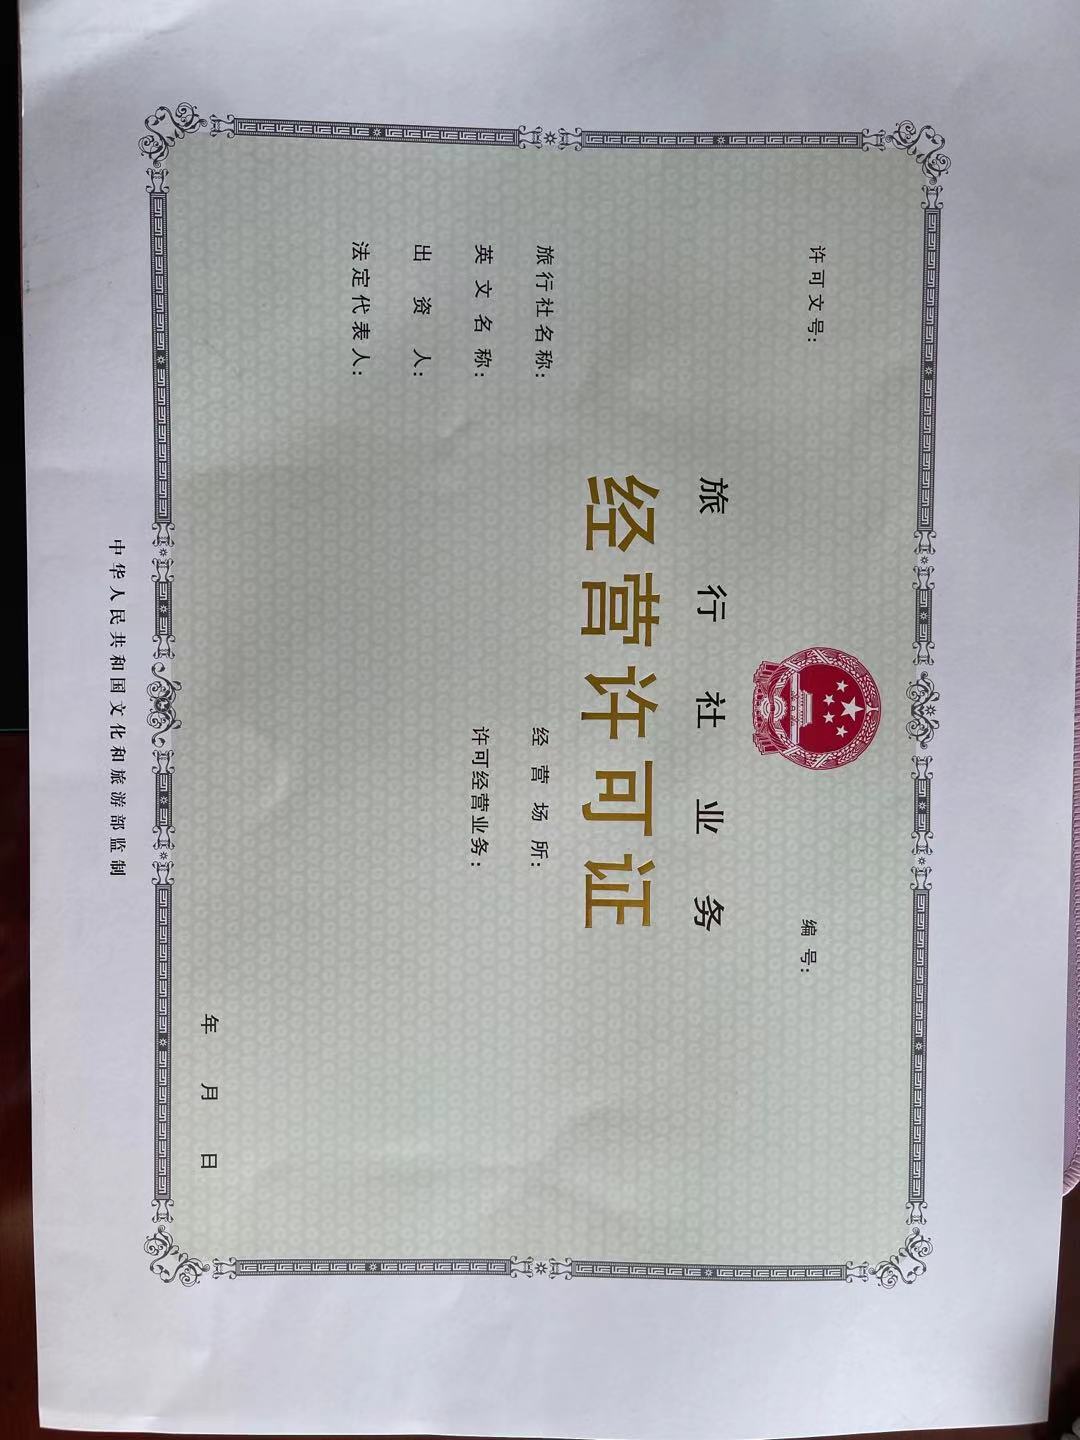 许可文号:
编号:
旅行社业务
经营许可证
旅行社名称:
经营场所:
英文名称:
许可经营业务:
出资人:
法定代表人:
年 月 日
中华人民共和国文化和旅游部监制